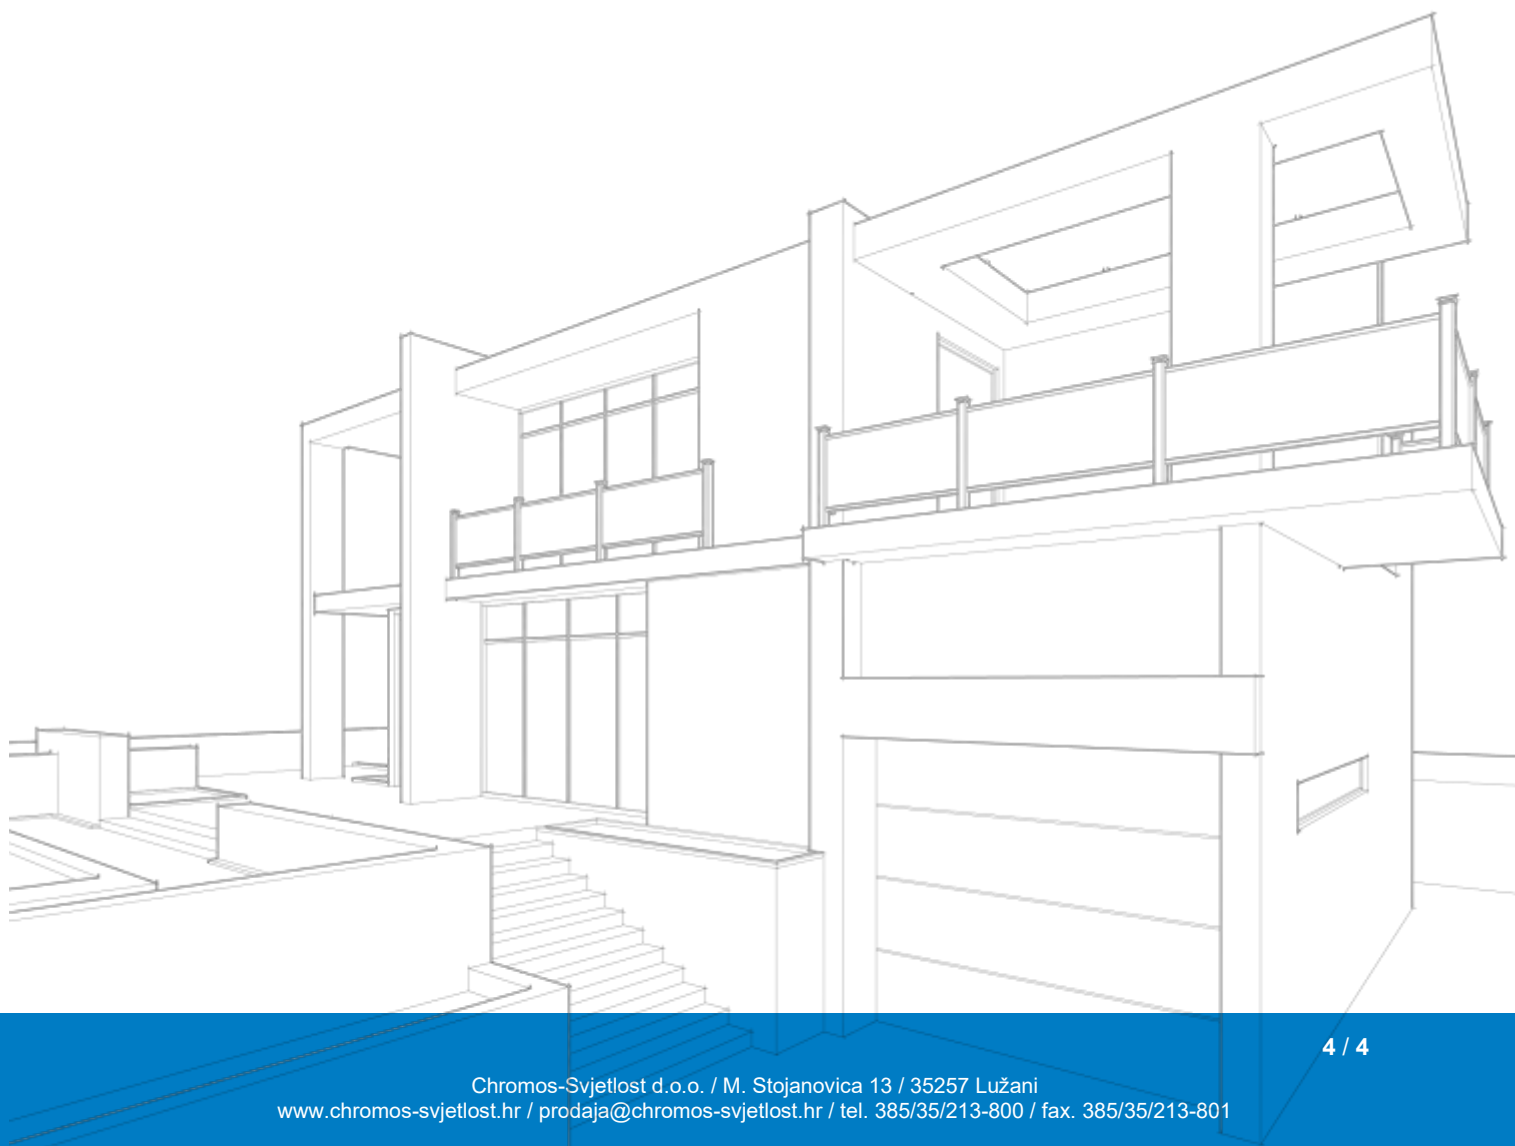 4 / 4
Chromos-Svjetlost d.o.o. / M. Stojanovica 13 / 35257 Lužani
www.chromos-svjetlost.hr / prodaja@chromos-svjetlost.hr / tel. 385/35/213-800 / fax. 385/35/213-801